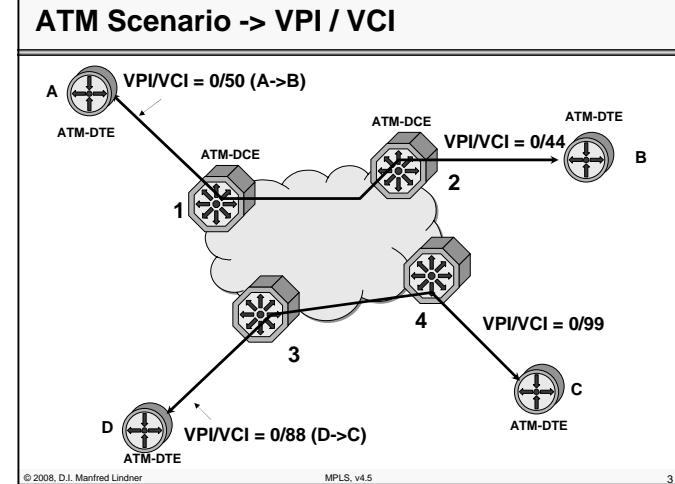 ATM Scenario -> VPI / VCI
A
VPI/VCI = 0/50 (A->B)
ATM-DTE
ATM-DCE
1
ATM-DCE
2
VPI/VCI = 0/44
ATM-DTE
B
3
4
VPI/VCI = 0/99
C
ATM-DTE
D
VPI/VCI = 0/88 (D->C)
ATM-DTE
© 2008, D.I. Manfred Lindner
MPLS, v4.5
3